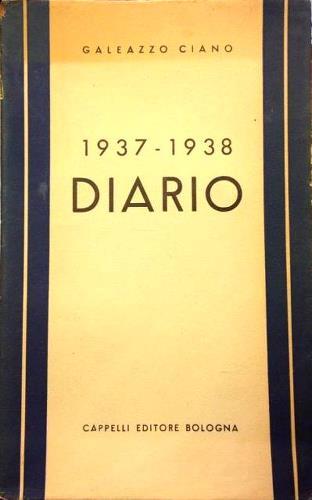 GALEAZZO CIANO
1937-1938
DIARIO
CAPPELLI EDITORE BOLOGNA